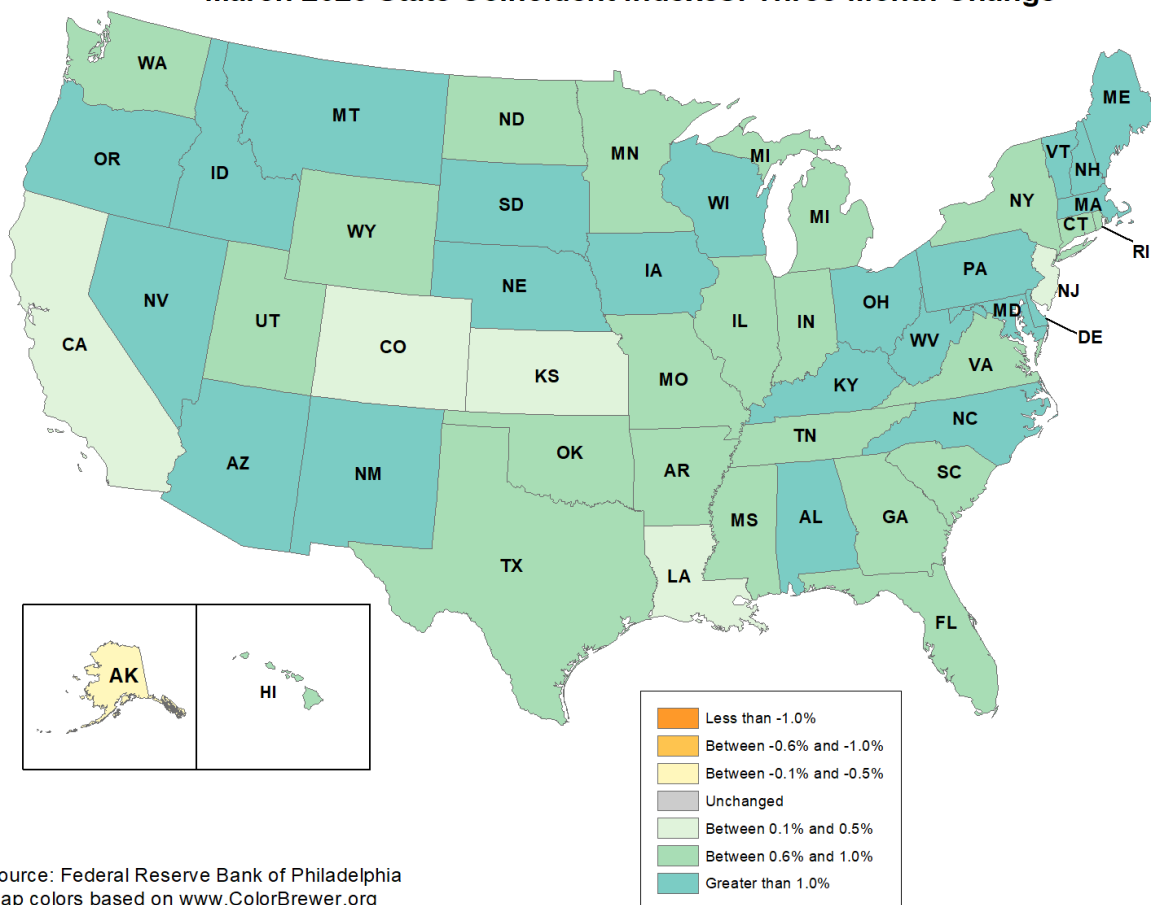 WA
MT
ND
MN
MI
ME
VT
NH
OR
ID
SD
WI
MI
NY
MA
CT
RI
WY
NE
IA
PA
NJ
NV
UT
CO
KS
IL
IN
OH
MD
DE
WV
VA
CA
MO
KY
AZ
NM
OK
AR
TN
NC
SC
MS
AL
GA
TX
LA
FL
AK
HI
Less than -1.0%
Between -0.6% and -1.0%
Between -0.1% and -0.5%
Unchanged
Between 0.1% and 0.5%
Between 0.6% and 1.0%
Greater than 1.0%
ource: Federal Reserve Bank of Philadelphia
ap colors based on www.ColorBrewer.org